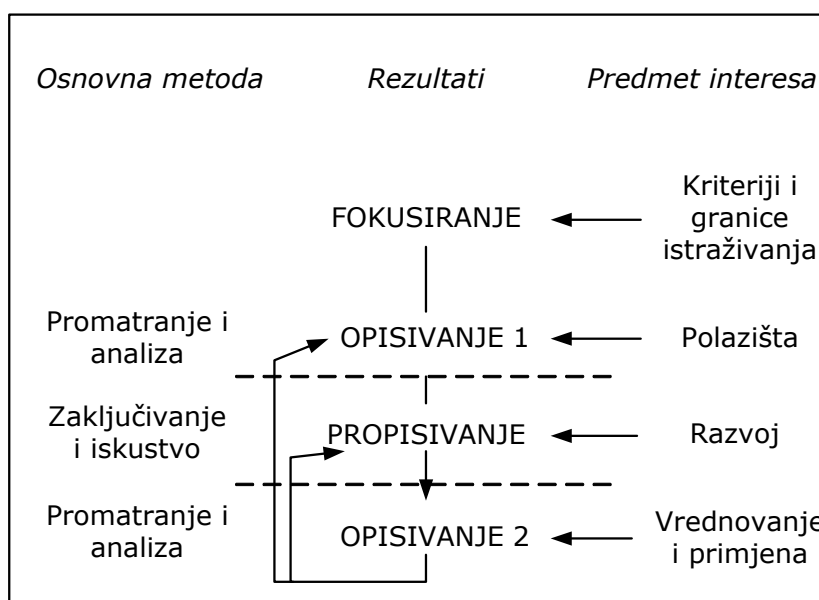 Osnovna metoda
Rezultati
Predmet interesa
FOKUSIRANJE
Kriteriji i
granice
istraživanja
Promatranje i
analiza
OPISIVANJE 1
Polazišta
Zaključivanje
i iskustvo
PROPISIVANJE
Razvoj
Promatranje i
analiza
OPISIVANJE 2
Vrednovanje
i primjena